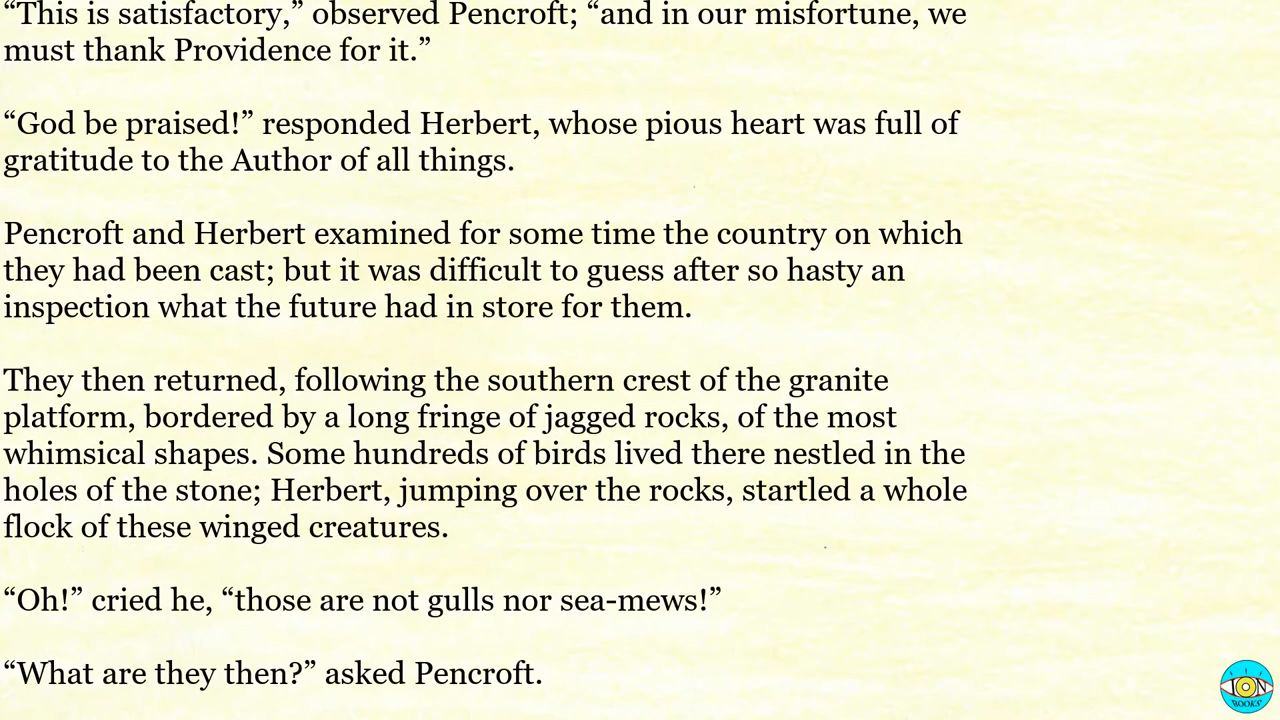 “This is satisfactory,” observed Pencroft; “and in our misfortune, we
must thank Providence for it.”
“God be praised!” responded Herbert, whose pious heart was full of
gratitude to the Author of all things.
Pencroft and Herbert examined for some time the country on which
they had been cast; but it was difficult to guess after so hasty an
inspection what the future had in store for them.
They then returned, following the southern crest of the granite
platform, bordered by a long fringe of jagged rocks, of the most
whimsical shapes. Some hundreds of birds lived there nestled in the
holes of the stone; Herbert, jumping over the rocks, startled a whole
flock of these winged creatures.
“Oh!” cried he, “those are not gulls nor sea-mews!”
“What are they then?” asked Pencroft.
ION
BOOKS